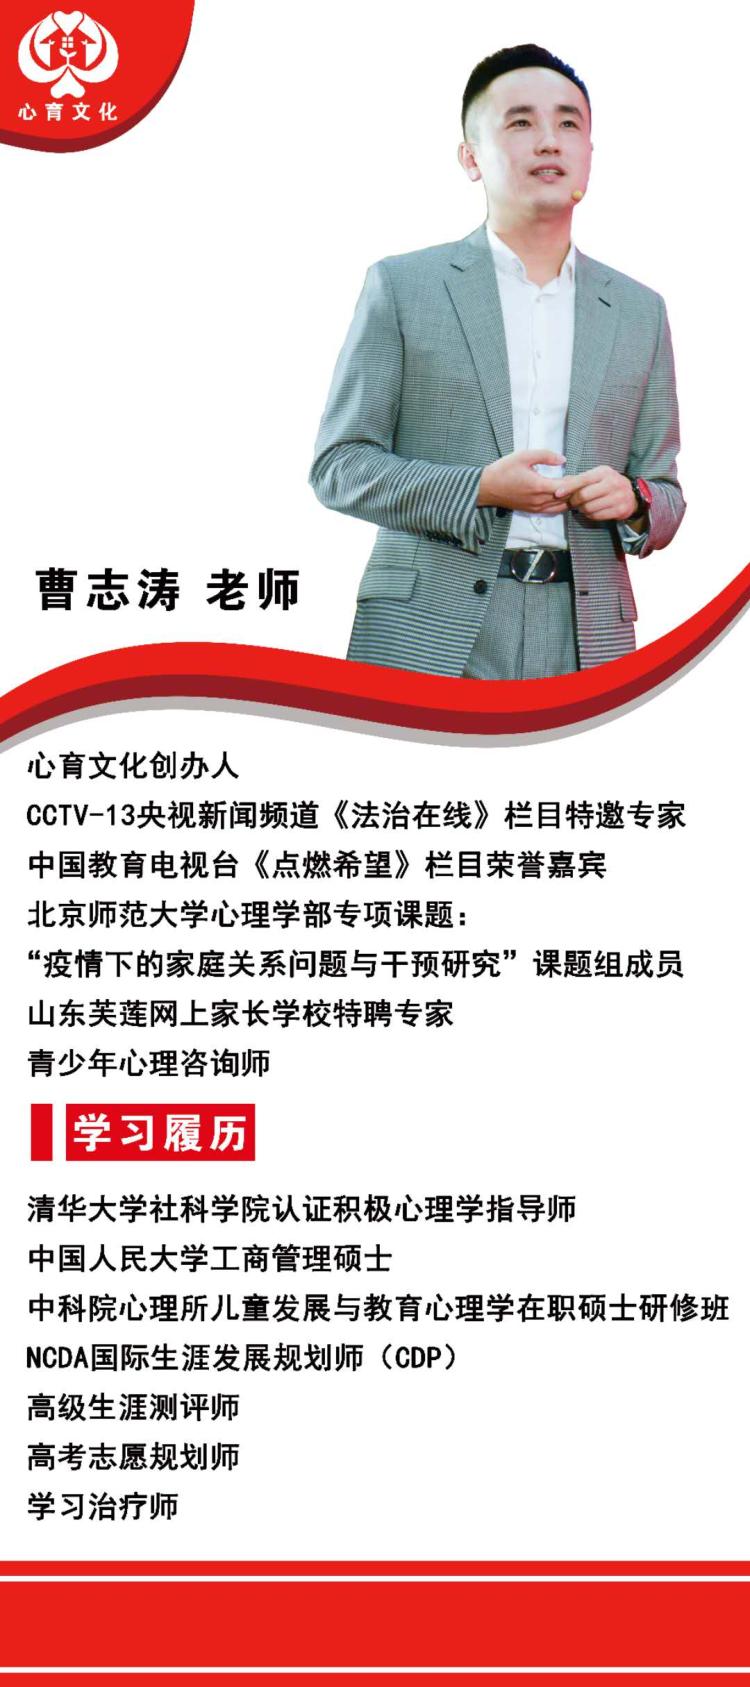 心育文化
曹志涛 老师
心育文化创办人
CCTV-13央视新闻频道《法治在线》栏目特邀专家
中国教育电视台《点燃希望》栏目荣誉嘉宾
北京师范大学心理学部专项课题：
“疫情下的家庭关系问题与干预研究”课题组成员
山东芙莲网上家长学校特聘专家
青少年心理咨询师
学习履历
清华大学社科学院认证积极心理学指导师
中国人民大学工商管理硕士
中科院心理所儿童发展与教育心理学在职硕士研修班
NCDA国际生涯发展规划师（CDP）
高级生涯测评师
高考志愿规划师
学习治疗师